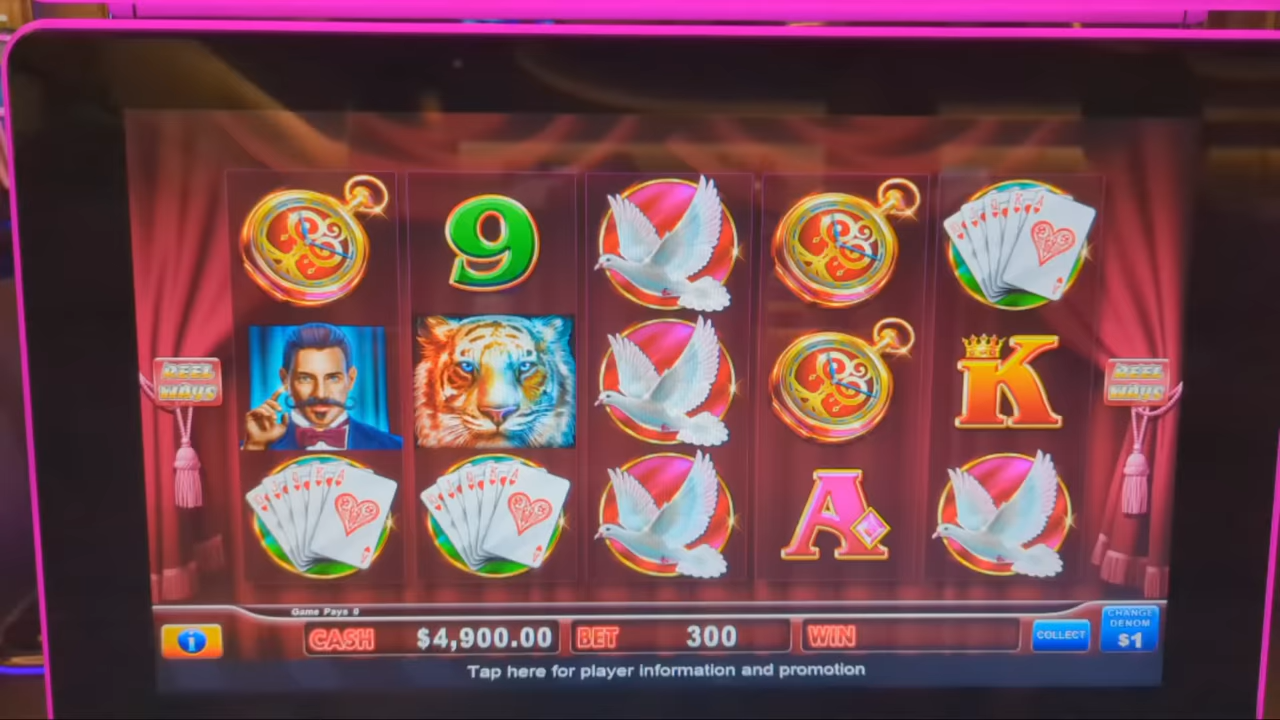 9
REEL
WAYS
REEL
WAYS
K
A
Game Pays 0
CASH $4,900.00 BET 300 WIN
COLLECT
CHANGE
DENOM
$1
Tap here for player information and promotion